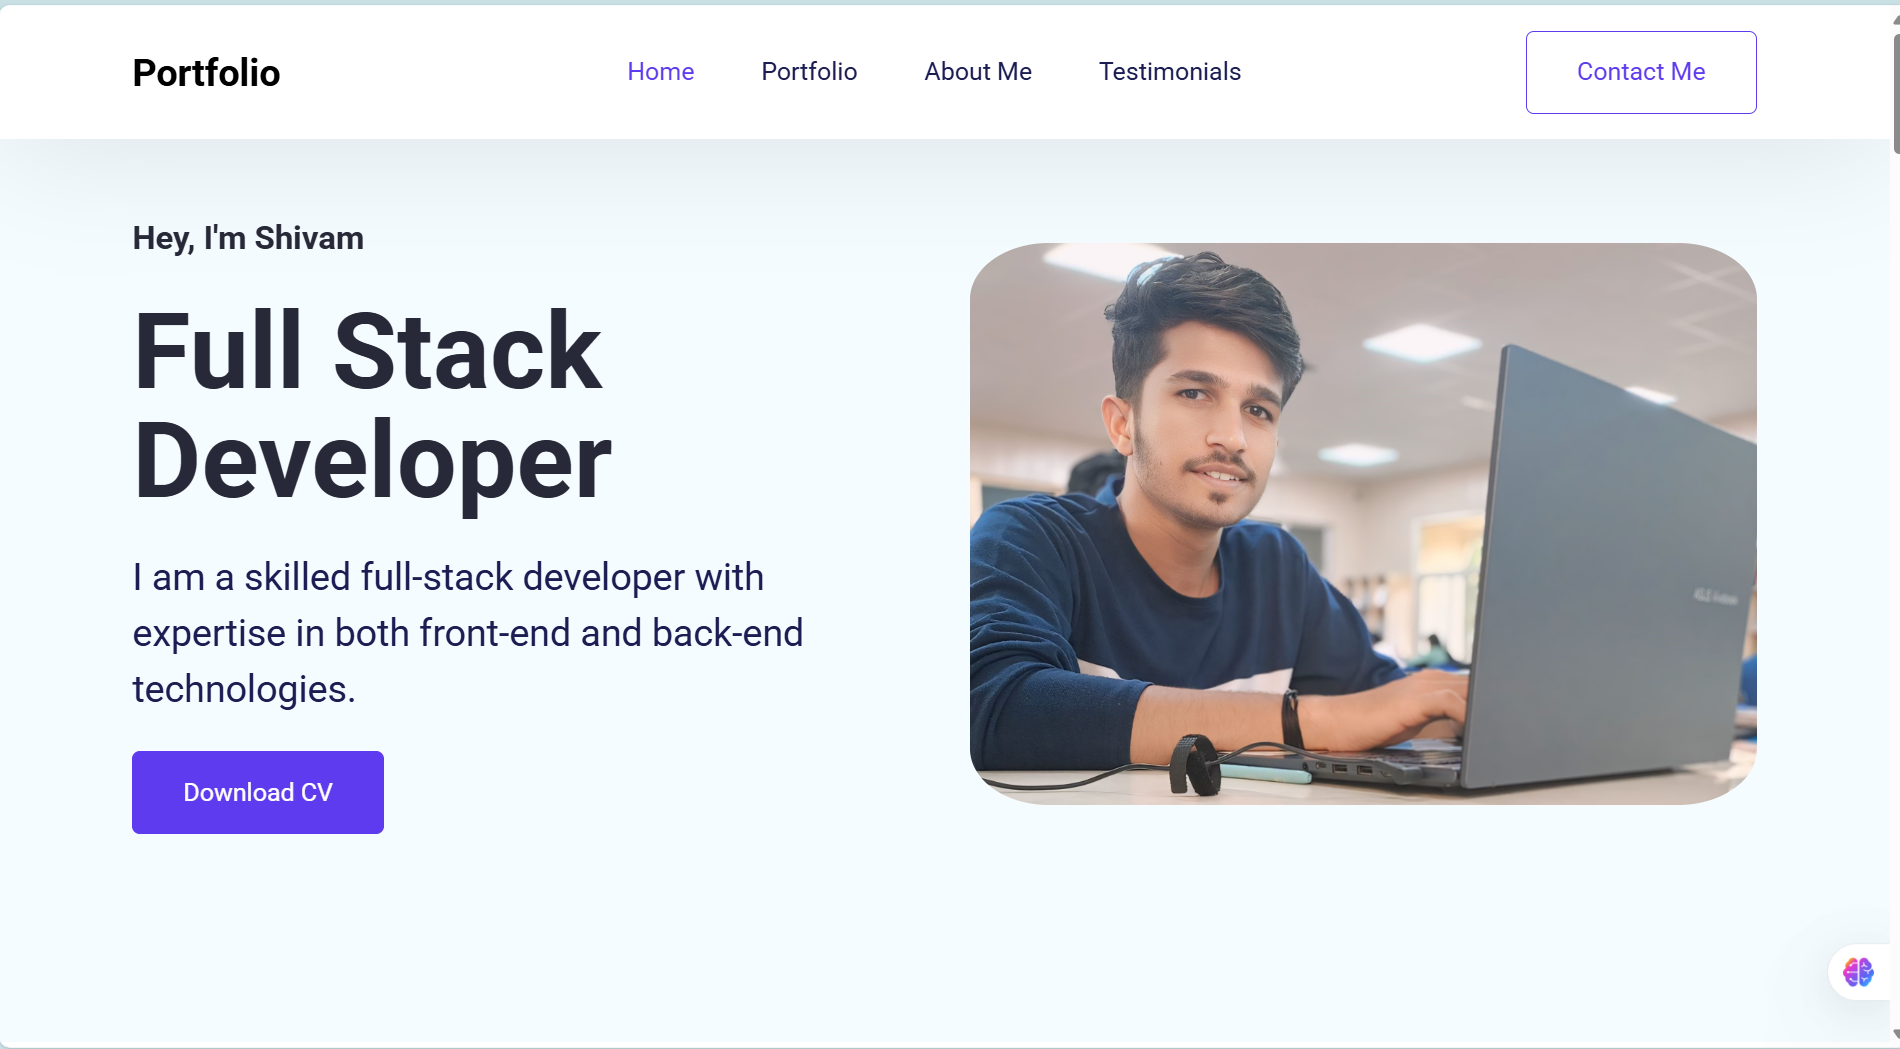 Portfolio
Home
Portfolio
About Me
Testimonials
Contact Me
Hey, I'm Shivam
Full Stack
Developer
I am a skilled full-stack developer with
expertise in both front-end and back-end
technologies.
Download CV